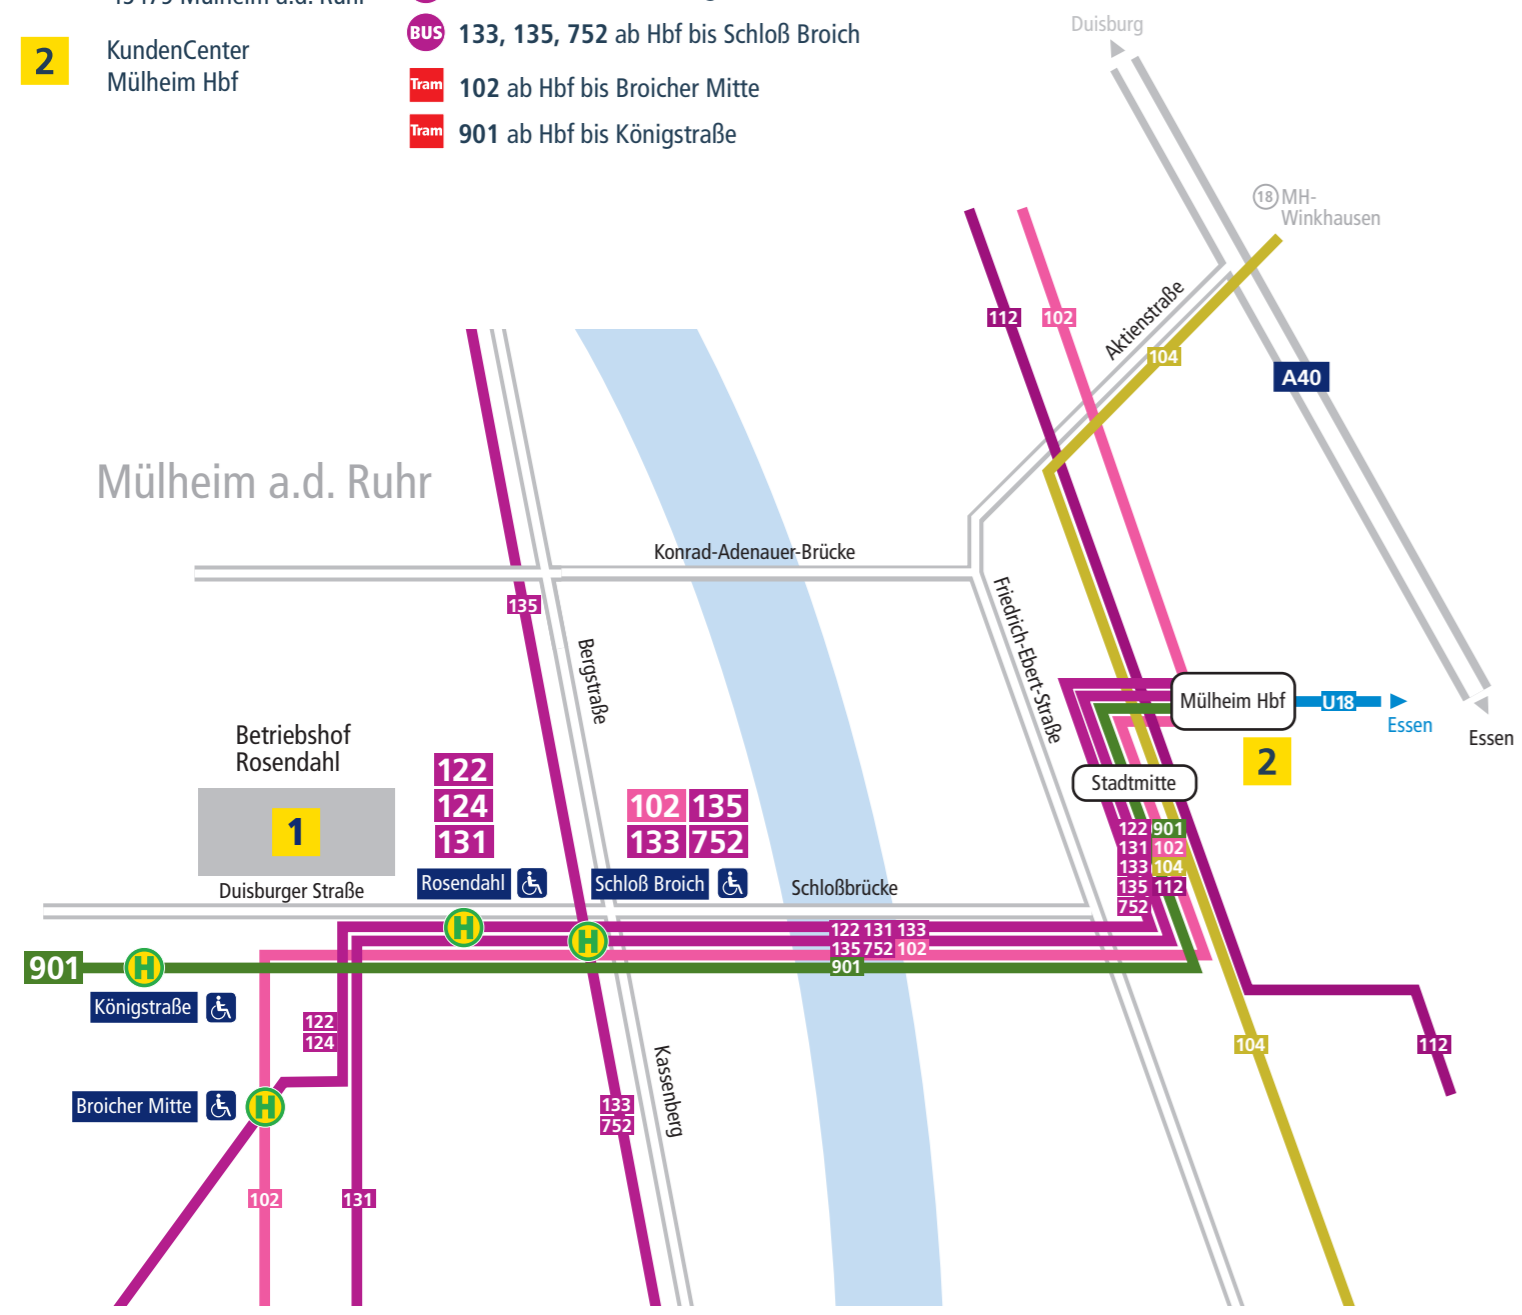 2
KundenCenter
Mülheim Hbf
BUS 133, 135, 752 ab Hbf bis Schloß Broich
Tram 102 ab Hbf bis Broicher Mitte
Tram 901 ab Hbf bis Königstraße
Duisburg
18 MH-
Winkhausen
112
102
Aktienstraße
104
A40
Mülheim a.d. Ruhr
Konrad-Adenauer-Brücke
135
Friedrich-Ebert-Straße
Bergstraße
Mülheim Hbf
U18
Essen
Essen
2
Stadtmitte
Betriebshof
Rosendahl
1
Duisburger Straße
122
124
131
Rosendahl
102 135
133 752
Schloß Broich
Schloßbrücke
122 901
131 102
133 104
135 112
752
H
H
122 131 133
135 752 102
901
901
H
Königstraße
122
124
Kassenberg
104
112
Broicher Mitte
H
133
752
102
131